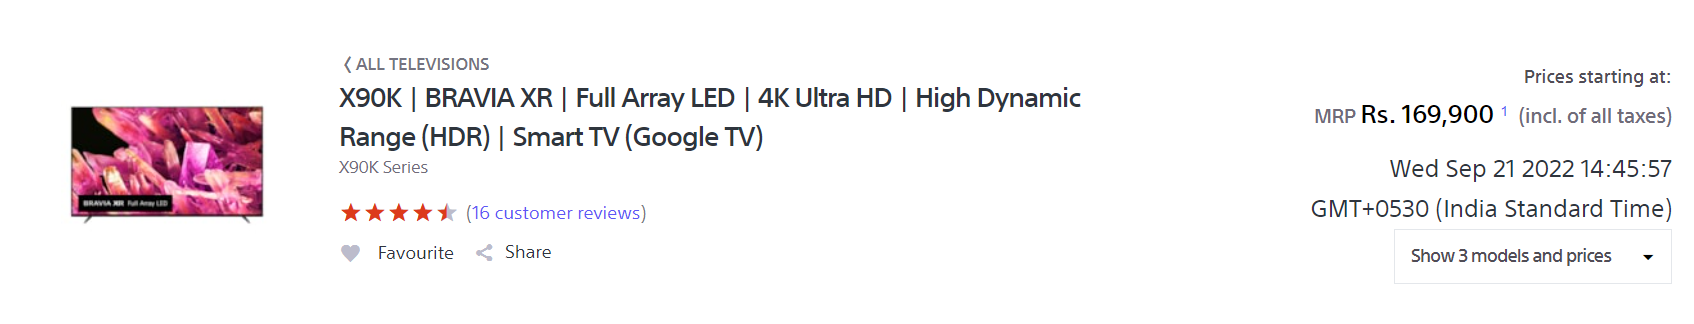 ALL TELEVISIONS
X90K | BRAVIA XR | Full Array LED | 4K Ultra HD | High Dynamic
Range (HDR) | Smart TV (Google TV)
X90K Series
(16 customer reviews)
Favourite Share
BRAVIA XR Full Array LED
Prices starting at:
MRP Rs. 169,900 1 (incl. of all taxes)
Wed Sep 21 2022 14:45:57
GMT+0530 (India Standard Time)
Show 3 models and prices